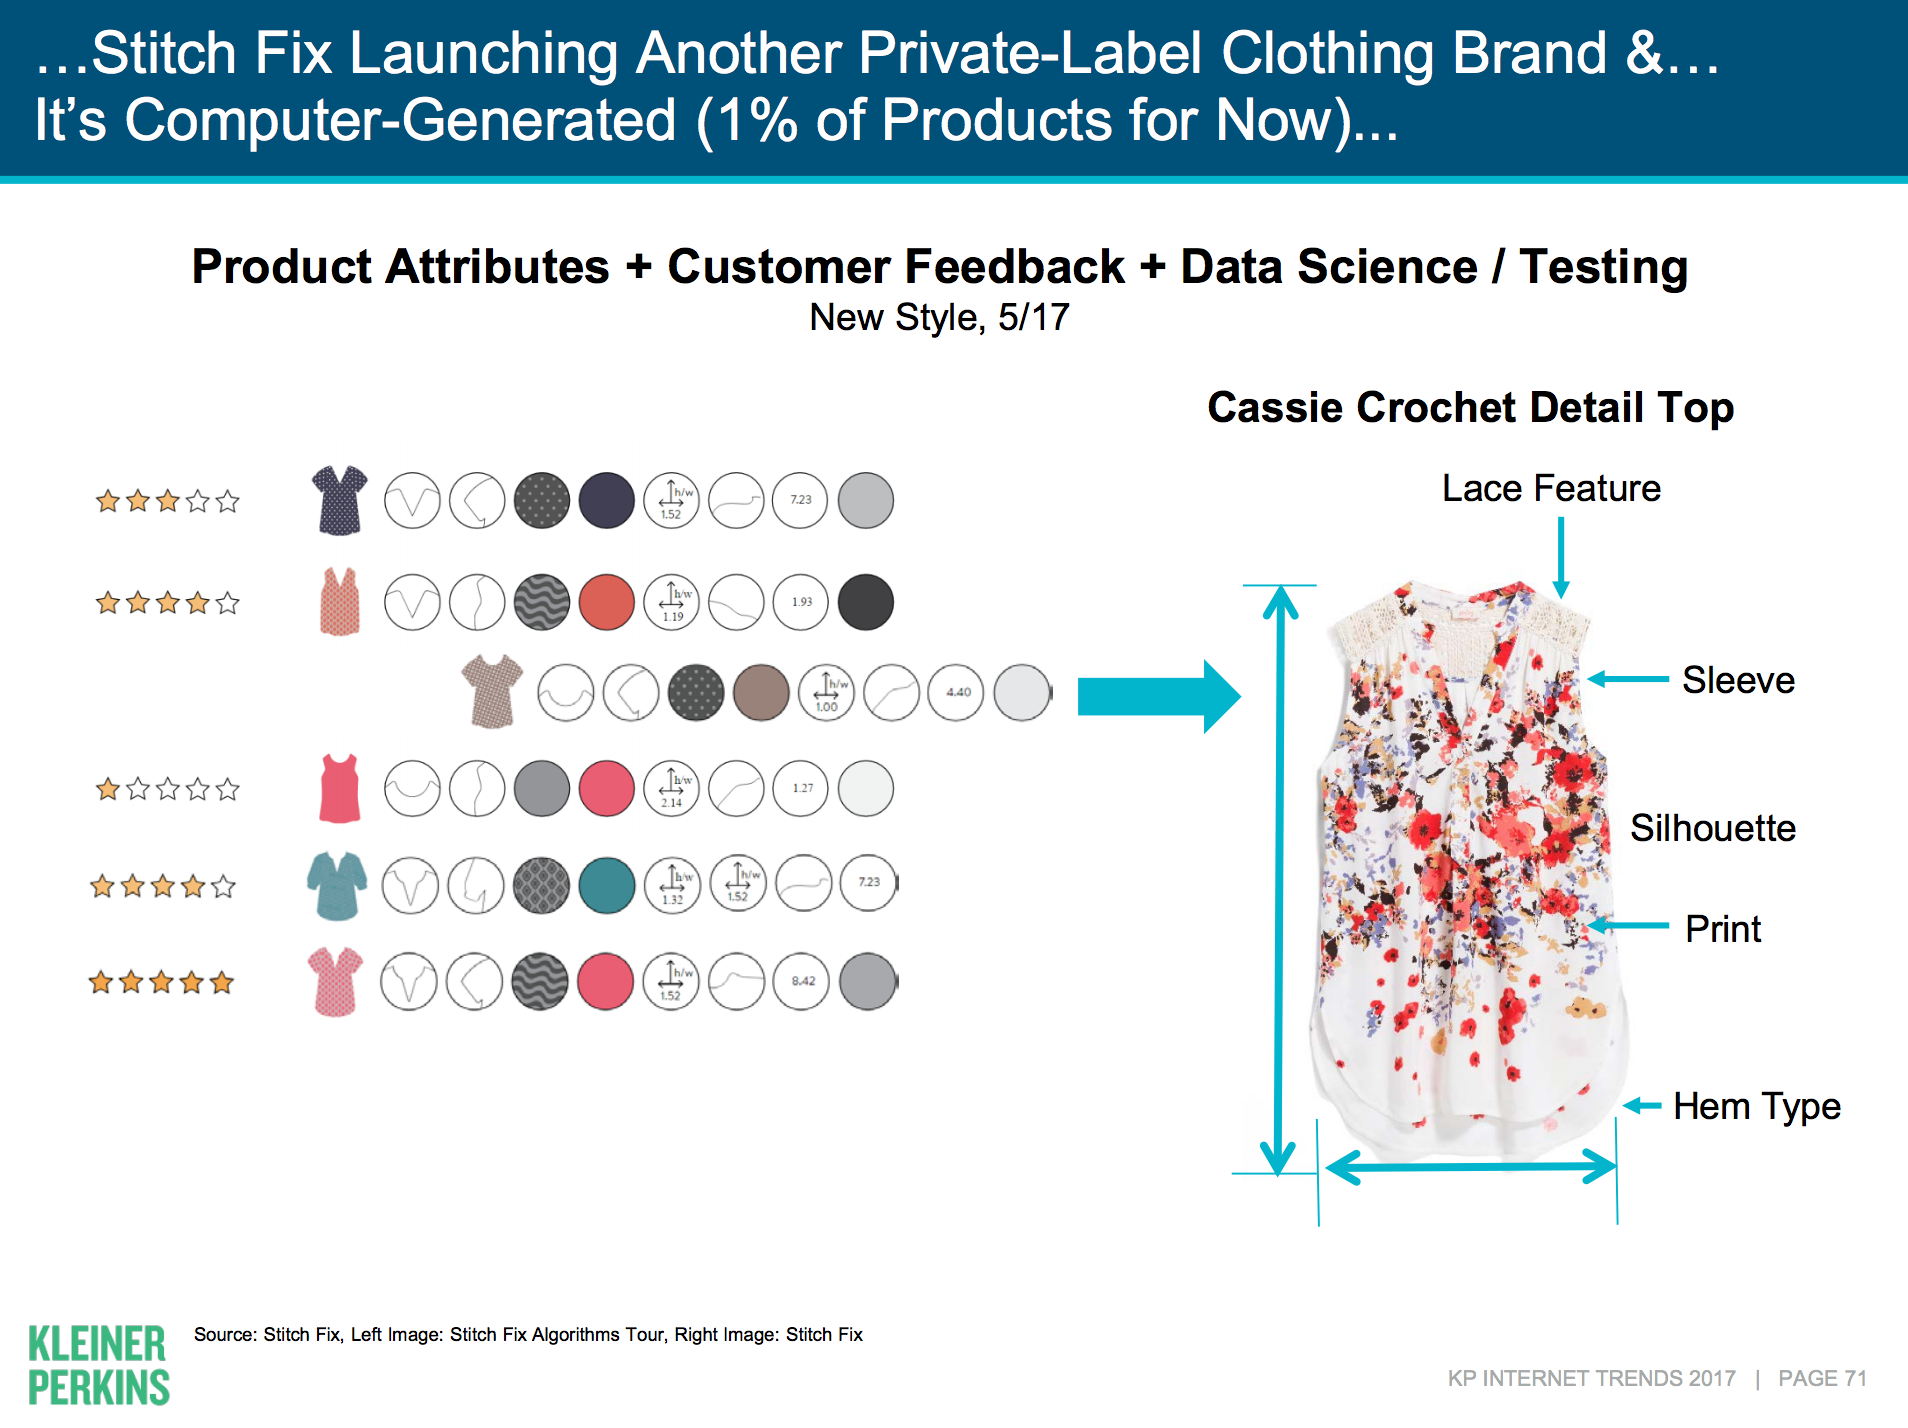 …Stitch Fix Launching Another Private-Label Clothing Brand &…
It’s Computer-Generated (1% of Products for Now)...
Product Attributes + Customer Feedback + Data Science / Testing
New Style, 5/17
Cassie Crochet Detail Top
Lace Feature
Sleeve
Silhouette
Print
Hem Type
h/w
1.52
7.23
h/w
1.19
1.93
h/w
1.00
4.40
h/w
2.14
1.27
h/w
1.32
h/w
1.52
7.23
h/w
1.52
8.42
KLEINER
PERKINS
Source: Stitch Fix, Left Image: Stitch Fix Algorithms Tour, Right Image: Stitch Fix
KP INTERNET TRENDS 2017 | PAGE 71